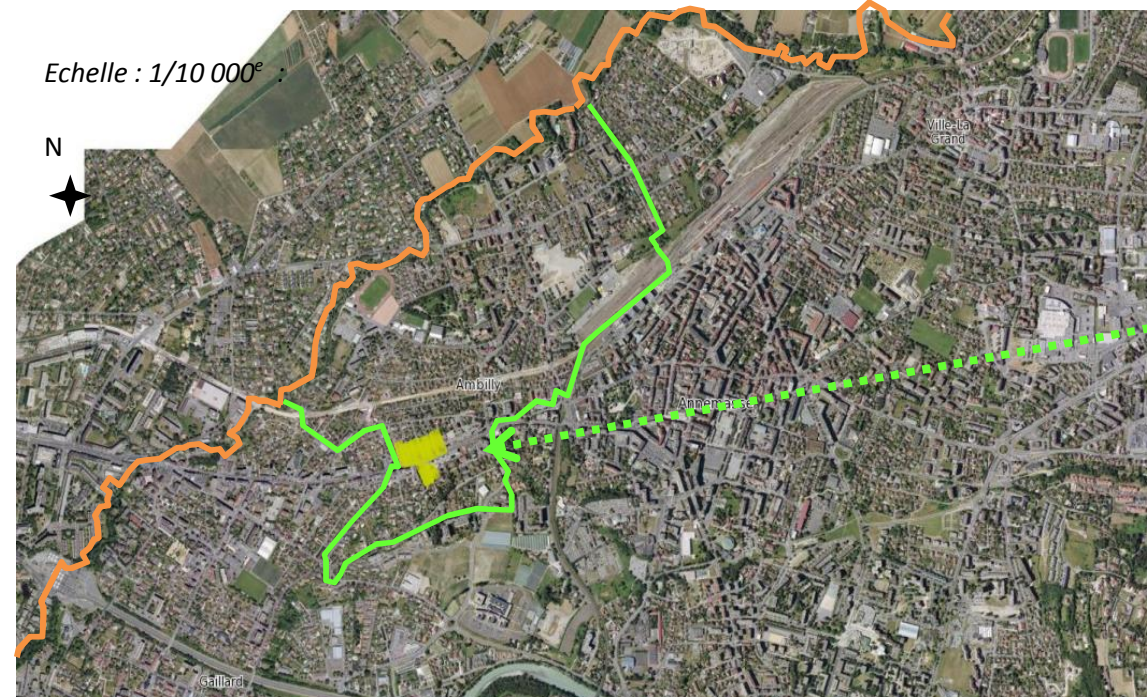 Echelle : 1/10 000e :
N
Ville-La
Grand
Ambilly
Annemasse
Gaillard